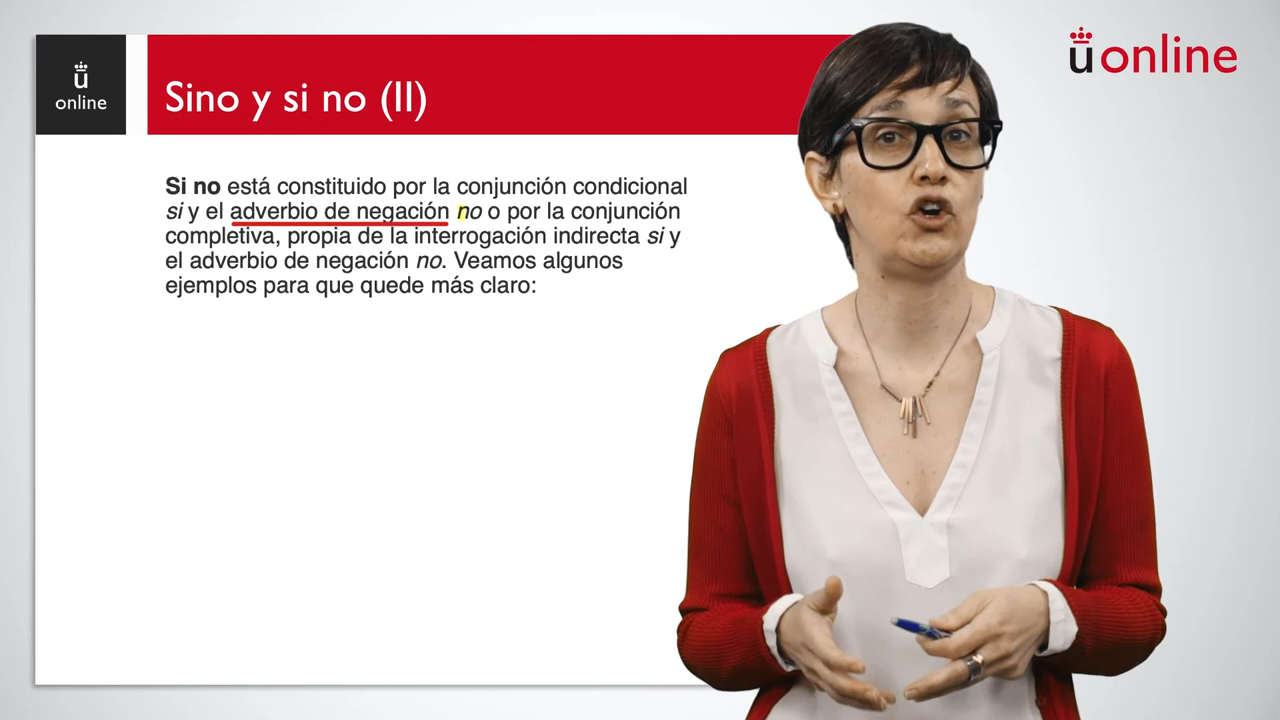 ü
online
Sino y si no (II)
üonline
Si no está constituido por la conjunción condicional
si y el adverbio de negación no o por la conjunción
completiva, propia de la interrogación indirecta si y
el adverbio de negación no. Veamos algunos
ejemplos para que quede más claro: